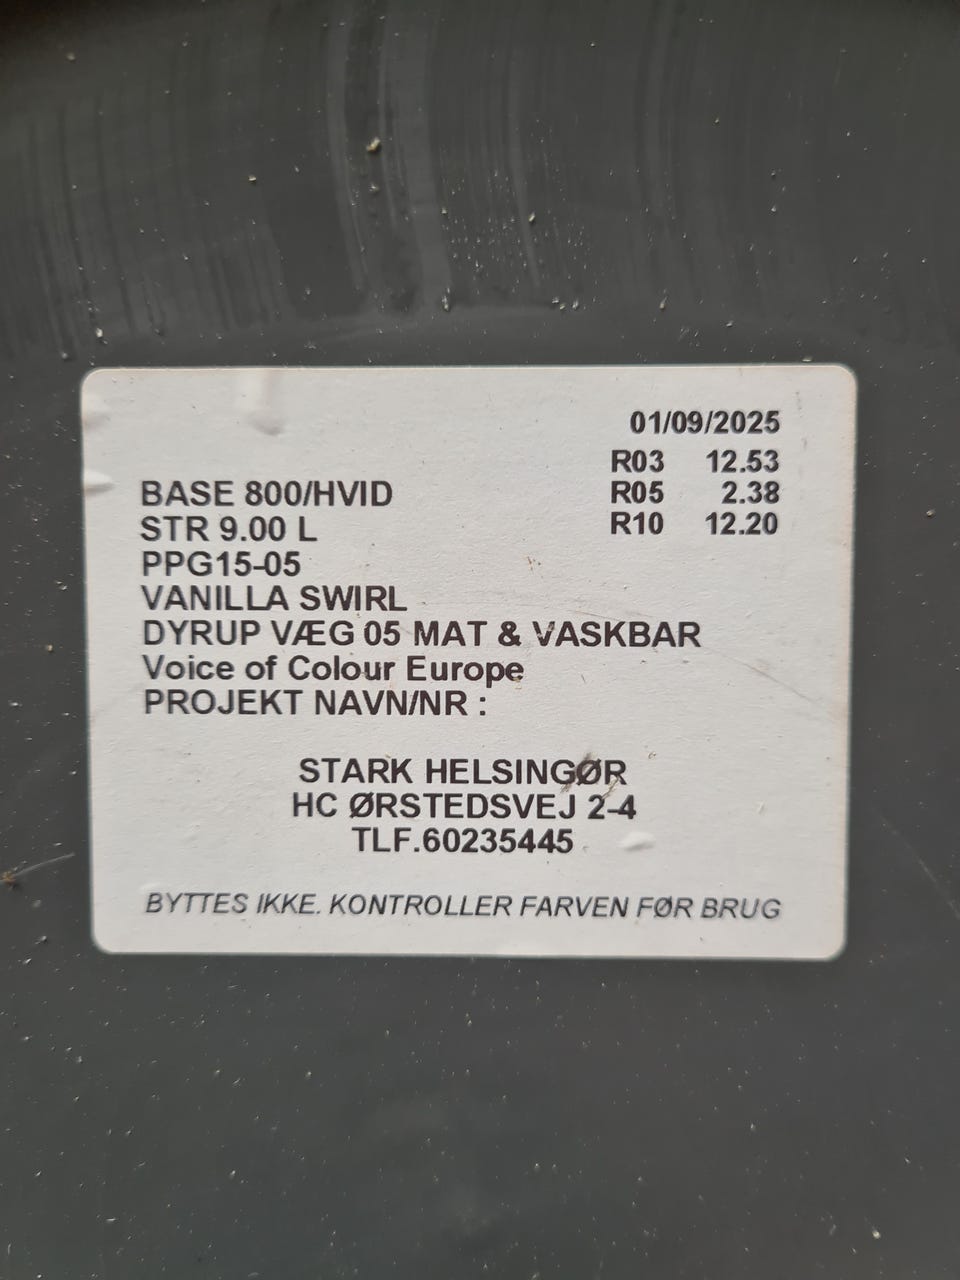 01/09/2025
R03 12.53
R05 2.38
R10 12.20
BASE 800/HVID
STR 9.00 L
PPG15-05
VANILLA SWIRL
DYRUP VÆG 05 MAT & VASKBAR
Voice of Colour Europe
PROJEKT NAVN/NR :
STARK HELSINGØR
HC ØRSTEDSVEJ 2-4
TLF.60235445
BYTTES IKKE. KONTROLLER FARVEN FØR BRUG